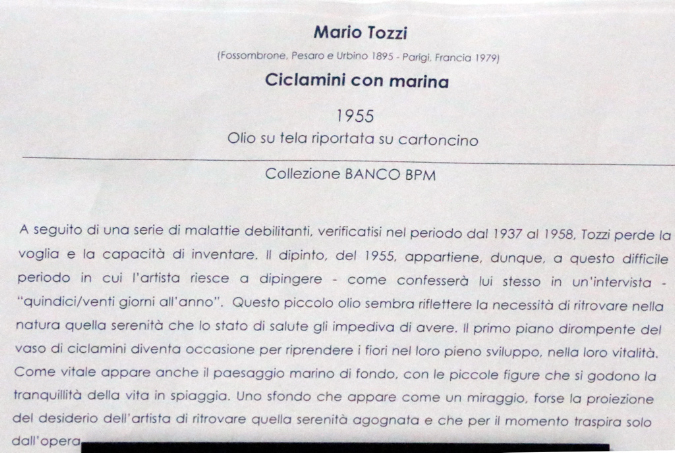 Mario Tozzi
(Fossombrone, Pesaro e Urbino 1895 - Parigi, Francia 1979)
Ciclamini con marina
1955
Olio su tela riportata su cartoncino
Collezione BANCO BPM
A seguito di una serie di malattie debilitanti, verificatisi nel periodo dal 1937 al 1958, Tozzi perde la
voglia e la capacità di inventare. Il dipinto, del 1955, appartiene, dunque, a questo difficile
periodo in cui l'artista riesce a dipingere - come confesserà lui stesso in un'intervista -
"quindici/venti giorni all'anno". Questo piccolo olio sembra riflettere la necessità di ritrovare nella
natura quella serenità che lo stato di salute gli impediva di avere. Il primo piano dirompente del
vaso di ciclamini diventa occasione per riprendere i fiori nel loro pieno sviluppo, nella loro vitalità.
Come vitale appare anche il paesaggio marino di fondo, con le piccole figure che si godono la
tranquillità della vita in spiaggia. Uno sfondo che appare come un miraggio, forse la proiezione
del desiderio dell'artista di ritrovare quella serenità agognata e che per il momento traspira solo
dall'opera